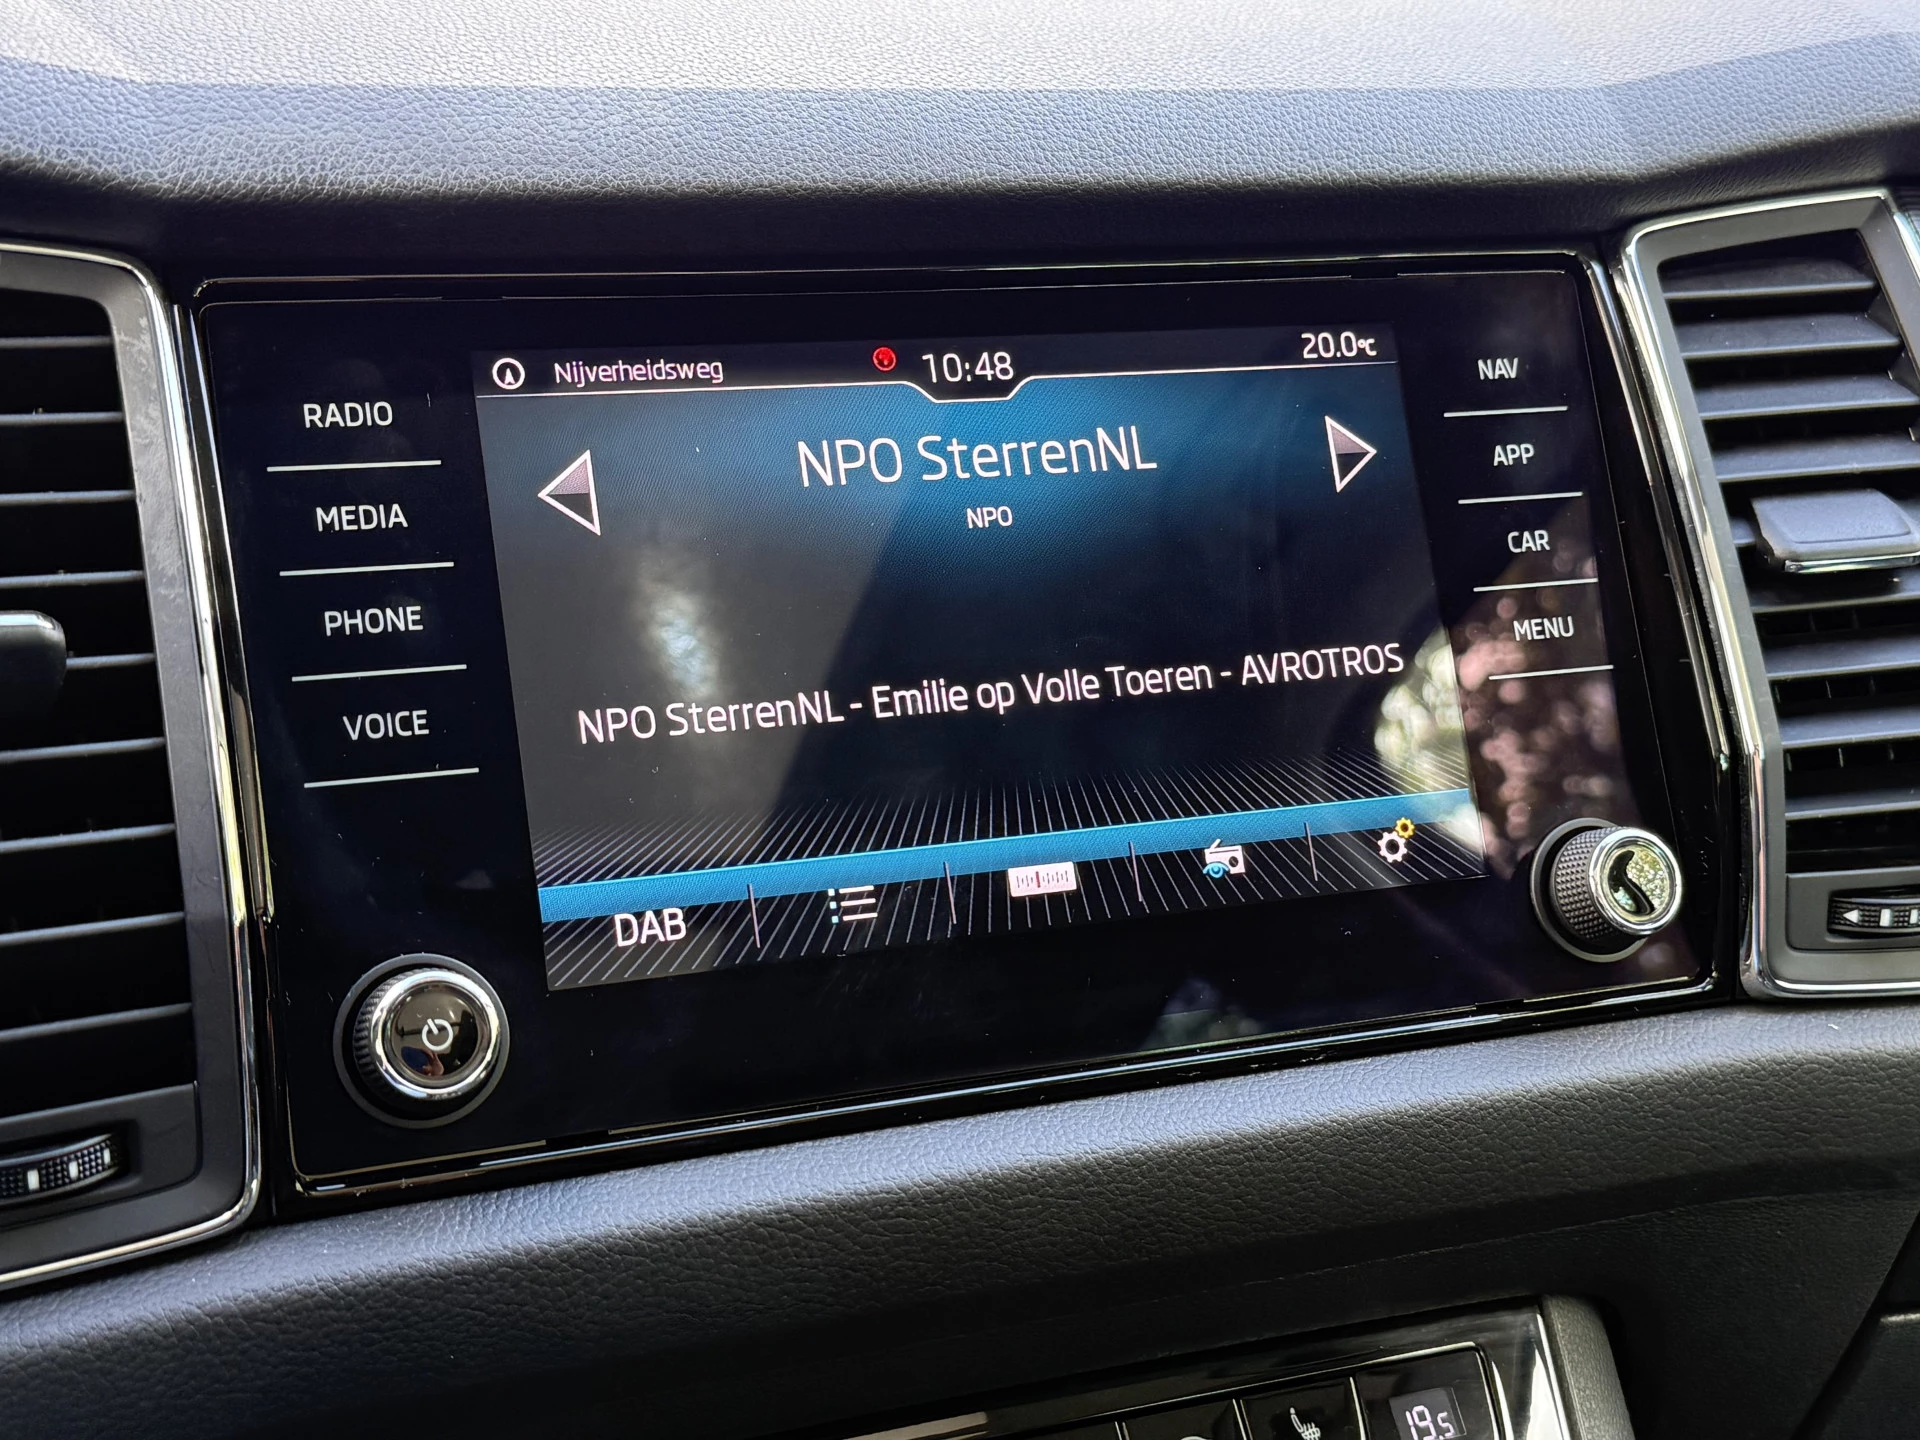 Nijverheidsweg
10:48
20.0°C
RADIO
MEDIA
PHONE
VOICE
NPO SterrenNL
NPO
NPO SterrenNL - Emilie op Volle Toeren - AVROTROS
DAB
NAV
APP
CAR
MENU
19.5